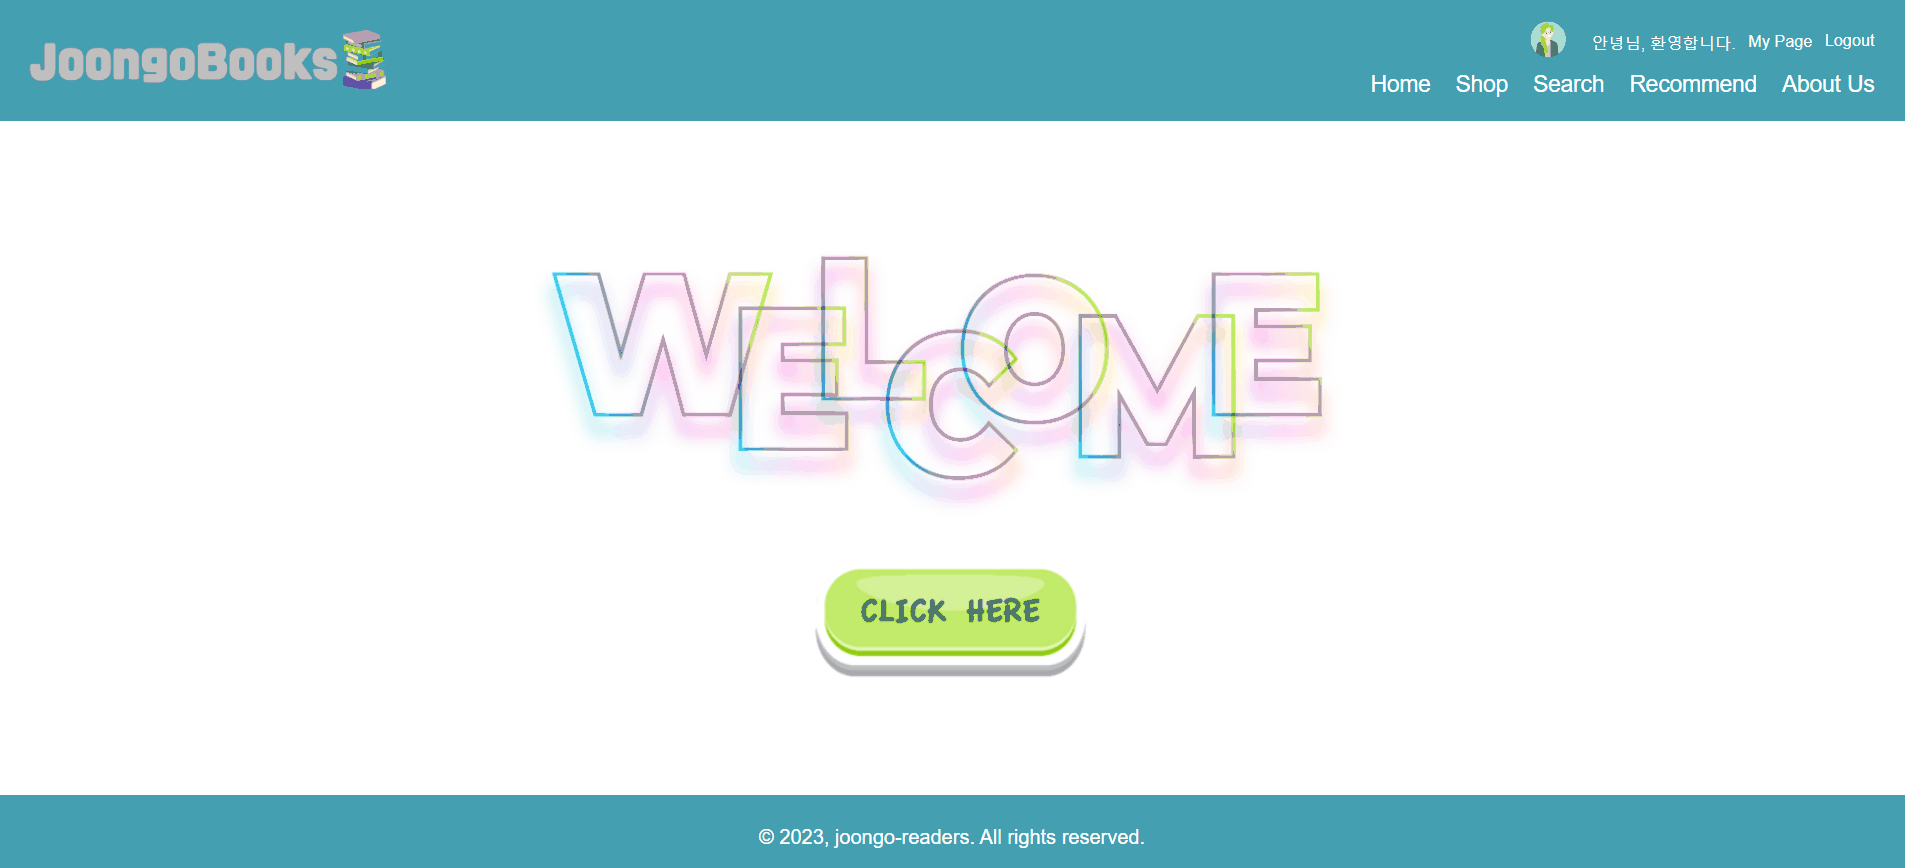 JoongoBooks
안녕님, 환영합니다. My Page Logout
Home Shop Search Recommend About Us
WELCOME
CLICK HERE
© 2023, joongo-readers. All rights reserved.